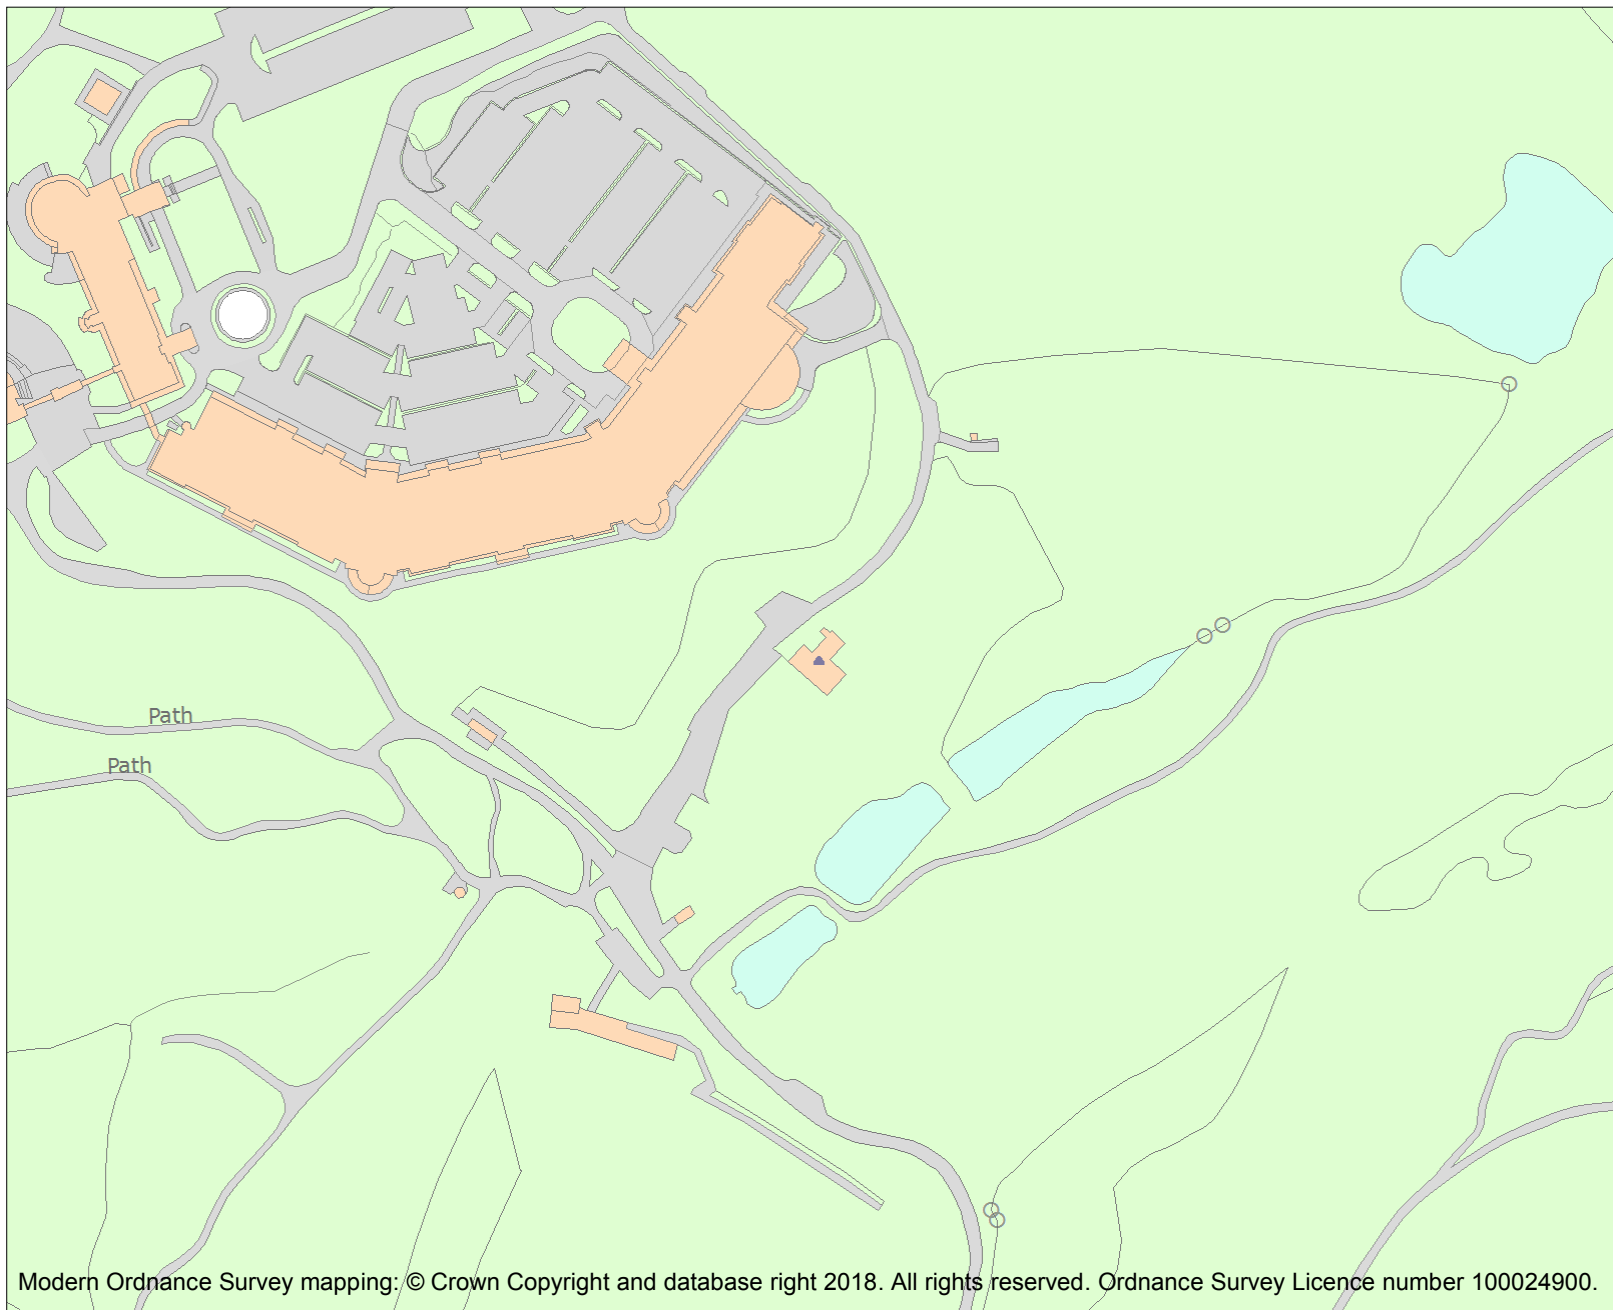 Path
Path
Modern Ordnance Survey mapping: © Crown Copyright and database right 2018. All rights reserved. Ordnance Survey Licence number 100024900.